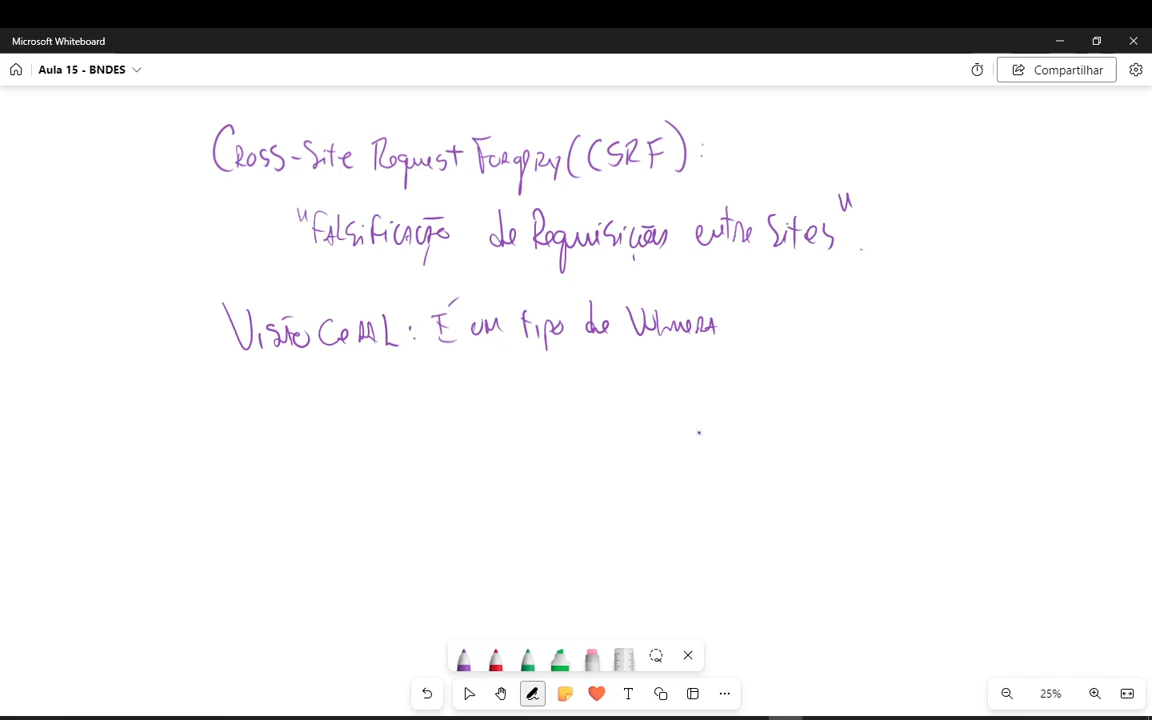 Microsoft Whiteboard
Aula 15 - BNDES
Compartilhar
Cross-Site Request Forgery (CSRF):
"Falsificação de Requisições entre Sites".
Visão Geral: É um tipo de Vulnera
25%